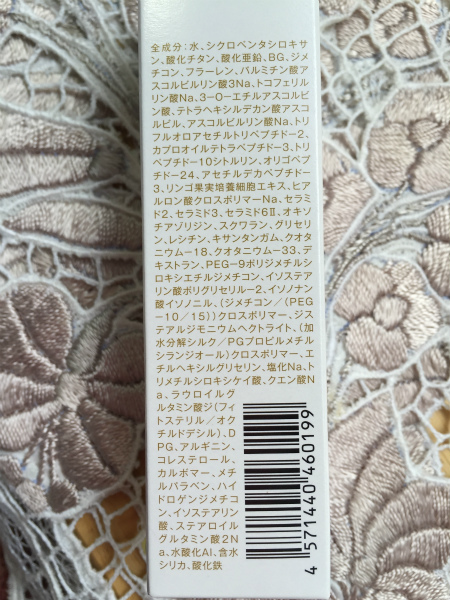 全成分：水、シクロペンタシロキサ
ン、酸化チタン、酸化亜鉛、BG、ジメ
チコン、フラーレン、パルミチン酸ア
スコルビルリン酸3Na、トコフェリル
リン酸Na、3-O-エチルアスコルビ
ン酸、テトラヘキシルデカン酸アスコ
ルビル、アスコルビルリン酸Na、トリ
フルオロアセチルトリペプチド-2、
カプロオイルテトラペプチド-3、トリ
ペプチド-10シトルリン、オリゴペプ
チド-24、アセチルデカペプチド-
3、リンゴ果実培養細胞エキス、ヒア
ルロン酸クロスポリマーNa、セラミ
ド2、セラミド3、セラミド6Ⅱ、オキソ
チアゾリジン、スクワラン、グリセリ
ン、レシチン、キサンタンガム、クオタ
ニウム-18、クオタニウム-33、デ
キストラン、PEG-9ポリジメチルシ
ロキシエチルジメチコン、イソステア
リン酸ポリグリセリル-2、イソノナン
酸イソノニル、（ジメチコン/（PEG
-10/15））クロスポリマー、ジス
テアルジモニウムヘクトライト、（加
水分解シルク/PGプロピルメチル
シランジオール）クロスポリマー、エ
チルヘキシルグリセリン、塩化Na、ト
リメチルシロキシケイ酸、クエン酸N
a、ラウロイルグ
ルタミン酸ジ（フィ
トステリル/オク
チルドデシル）、D
PG、アルギニン、
コレステロール、
カルボマー、メチ
ルパラベン、ハイ
ドロゲンジメチコ
ン、イソステアリン
酸、ステアロイル
グルタミン酸2N
a、水酸化Al、含水
シリカ、酸化鉄
4 571440 460199